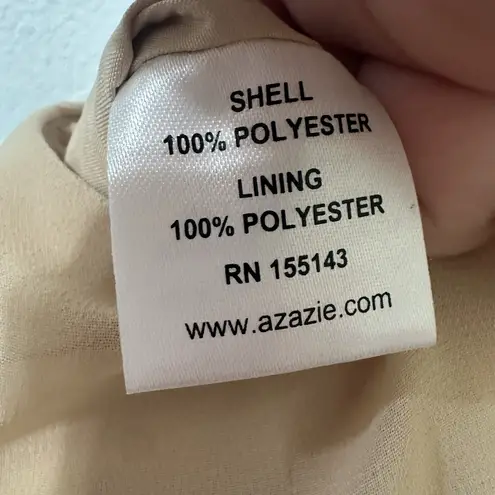 SHELL
100% POLYESTER
LINING
100% POLYESTER
RN 155143
www.azazie.com